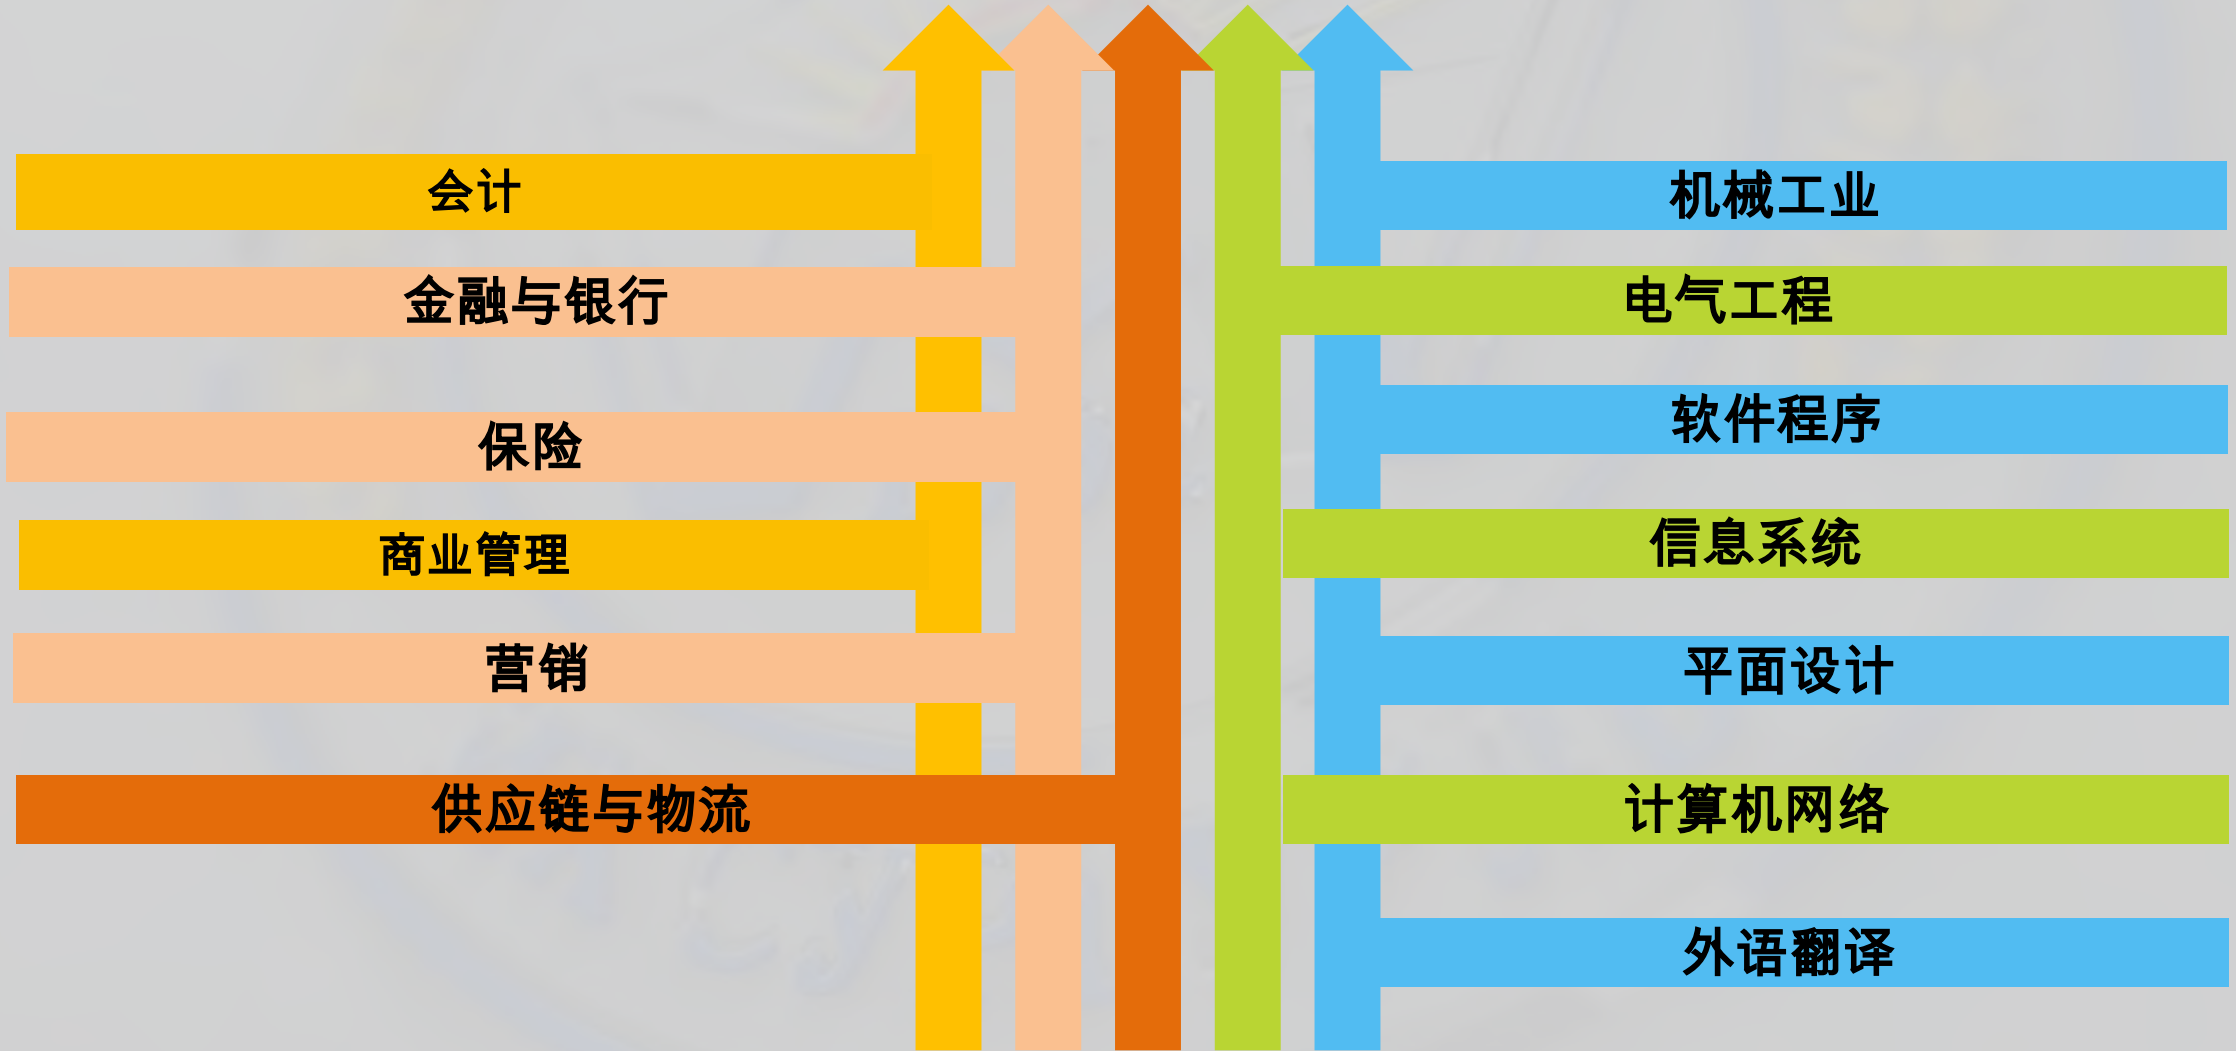 会计
金融与银行
保险
商业管理
营销
供应链与物流
机械工业
电气工程
软件程序
信息系统
平面设计
计算机网络
外语翻译